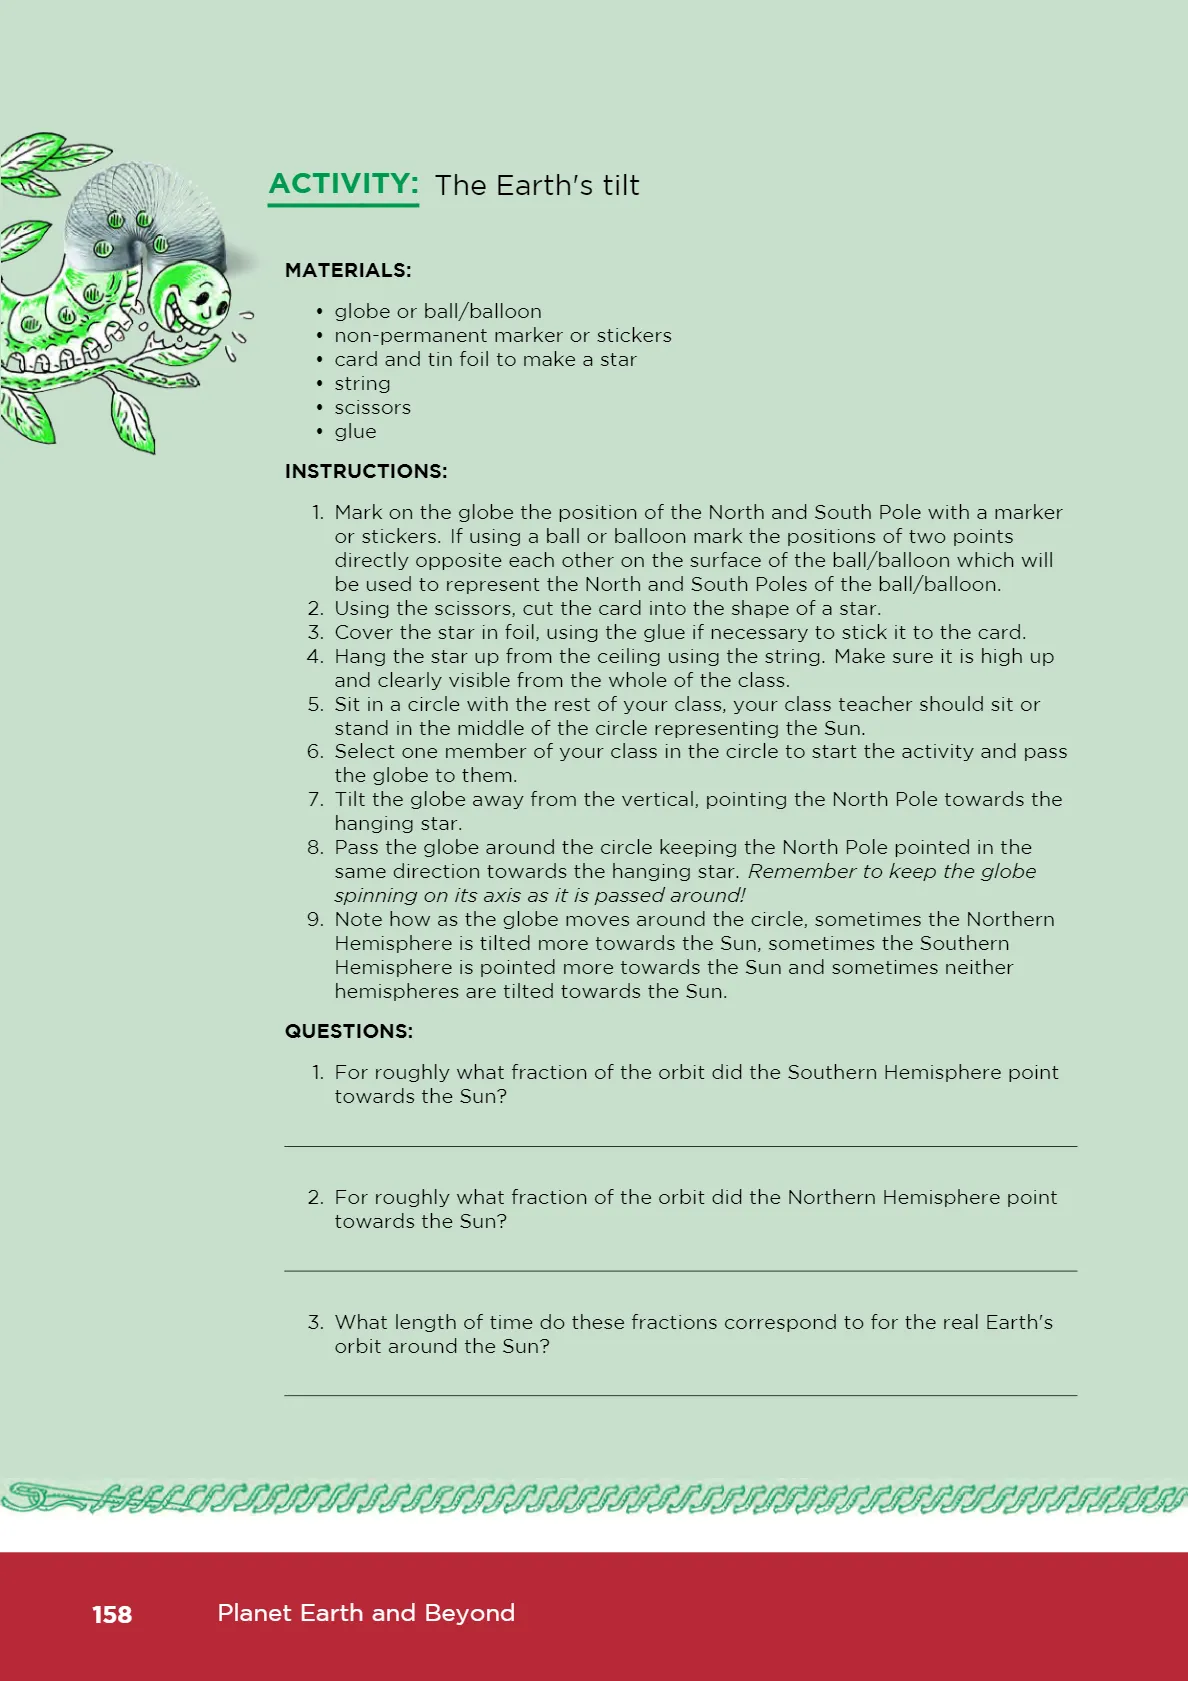 ACTIVITY: The Earth's tilt
MATERIALS:
• globe or ball/balloon
• non-permanent marker or stickers
• card and tin foil to make a star
• string
• scissors
• glue
INSTRUCTIONS:
1. Mark on the globe the position of the North and South Pole with a marker
or stickers. If using a ball or balloon mark the positions of two points
directly opposite each other on the surface of the ball/balloon which will
be used to represent the North and South Poles of the ball/balloon.
2. Using the scissors, cut the card into the shape of a star.
3. Cover the star in foil, using the glue if necessary to stick it to the card.
4. Hang the star up from the ceiling using the string. Make sure it is high up
and clearly visible from the whole of the class.
5. Sit in a circle with the rest of your class, your class teacher should sit or
stand in the middle of the circle representing the Sun.
6. Select one member of your class in the circle to start the activity and pass
the globe to them.
7. Tilt the globe away from the vertical, pointing the North Pole towards the
hanging star.
8. Pass the globe around the circle keeping the North Pole pointed in the
same direction towards the hanging star. Remember to keep the globe
spinning on its axis as it is passed around!
9. Note how as the globe moves around the circle, sometimes the Northern
Hemisphere is tilted more towards the Sun, sometimes the Southern
Hemisphere is pointed more towards the Sun and sometimes neither
hemispheres are tilted towards the Sun.
QUESTIONS:
1. For roughly what fraction of the orbit did the Southern Hemisphere point
towards the Sun?
2. For roughly what fraction of the orbit did the Northern Hemisphere point
towards the Sun?
3. What length of time do these fractions correspond to for the real Earth's
orbit around the Sun?
158 Planet Earth and Beyond